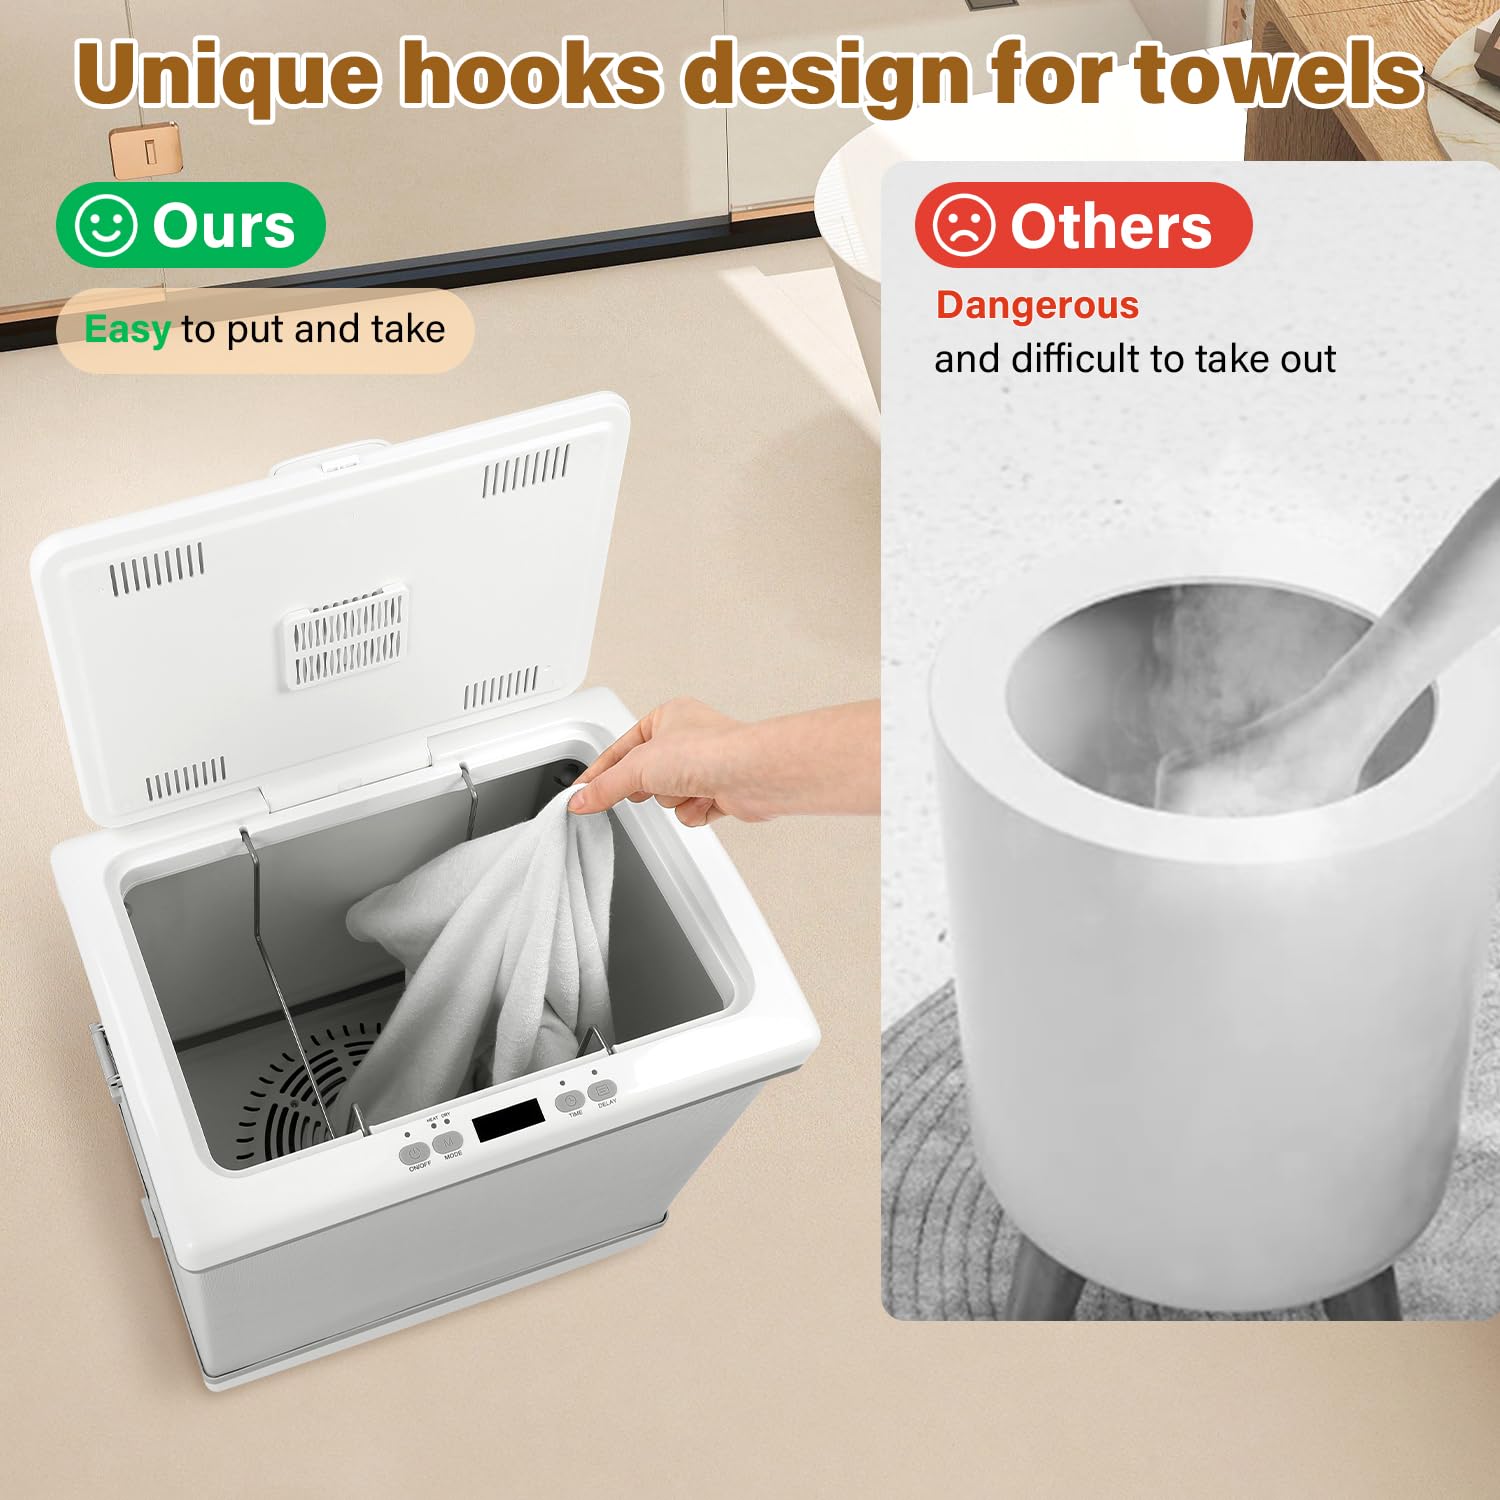 Unique hooks design for towels
Ours
Easy to put and take
Others
Dangerous
and difficult to take out
HEAT DRY
ON/OFF
MODE
TIME
DELAY
M